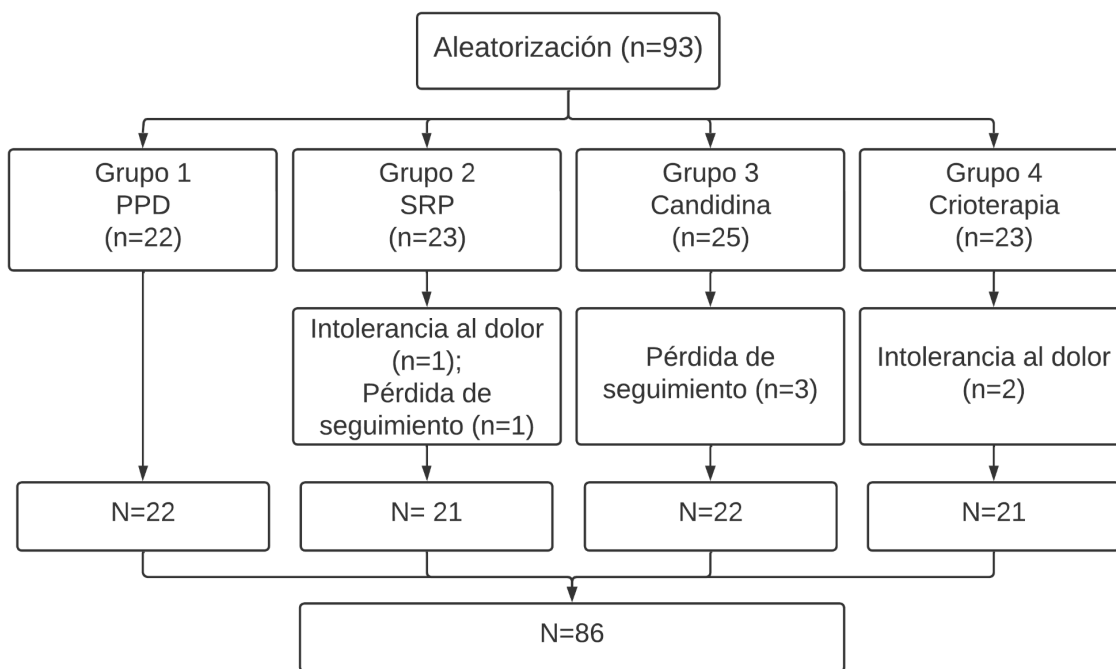 Aleatorización (n=93)
Grupo 1
PPD
(n=22)
Grupo 2
SRP
(n=23)
Grupo 3
Candidina
(n=25)
Grupo 4
Crioterapia
(n=23)
Intolerancia al dolor
(n=1);
Pérdida de
seguimiento (n=1)
Pérdida de
seguimiento (n=3)
Intolerancia al dolor
(n=2)
N=22
N= 21
N=22
N=21
N=86